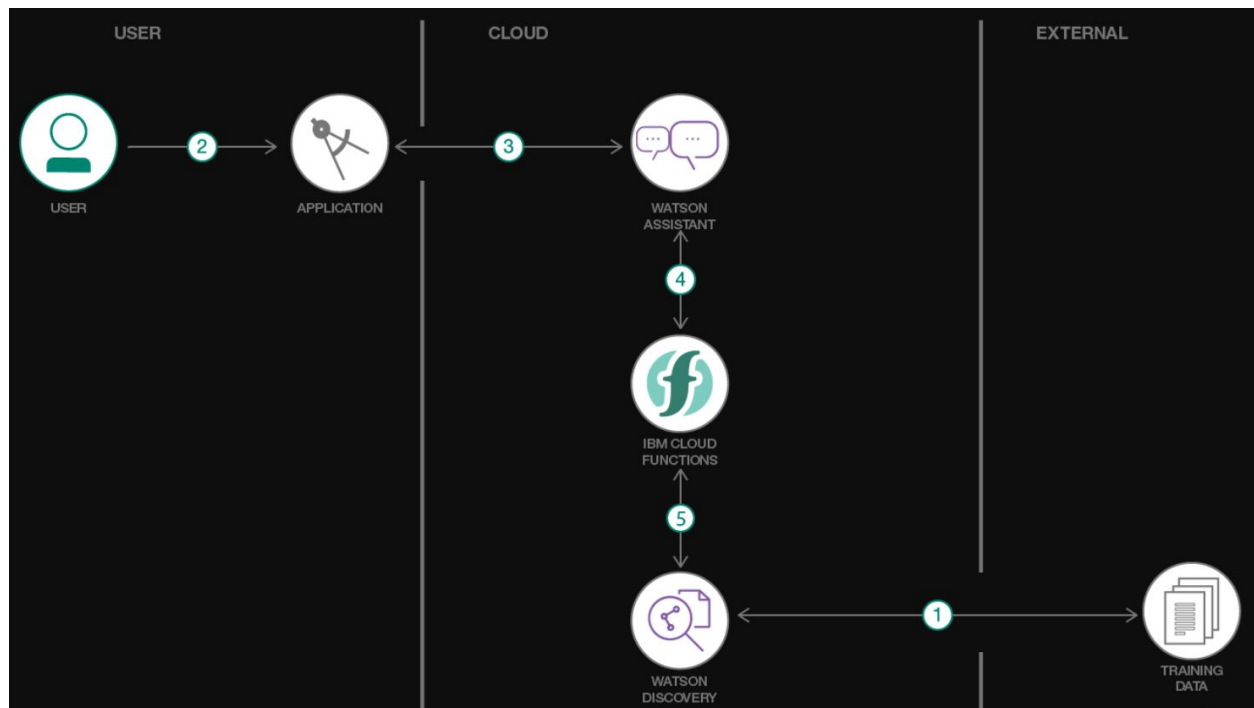 USER
CLOUD
EXTERNAL
2
3
USER
APPLICATION
WATSON
ASSISTANT
4
IBM CLOUD
FUNCTIONS
5
1
WATSON
DISCOVERY
TRAINING
DATA